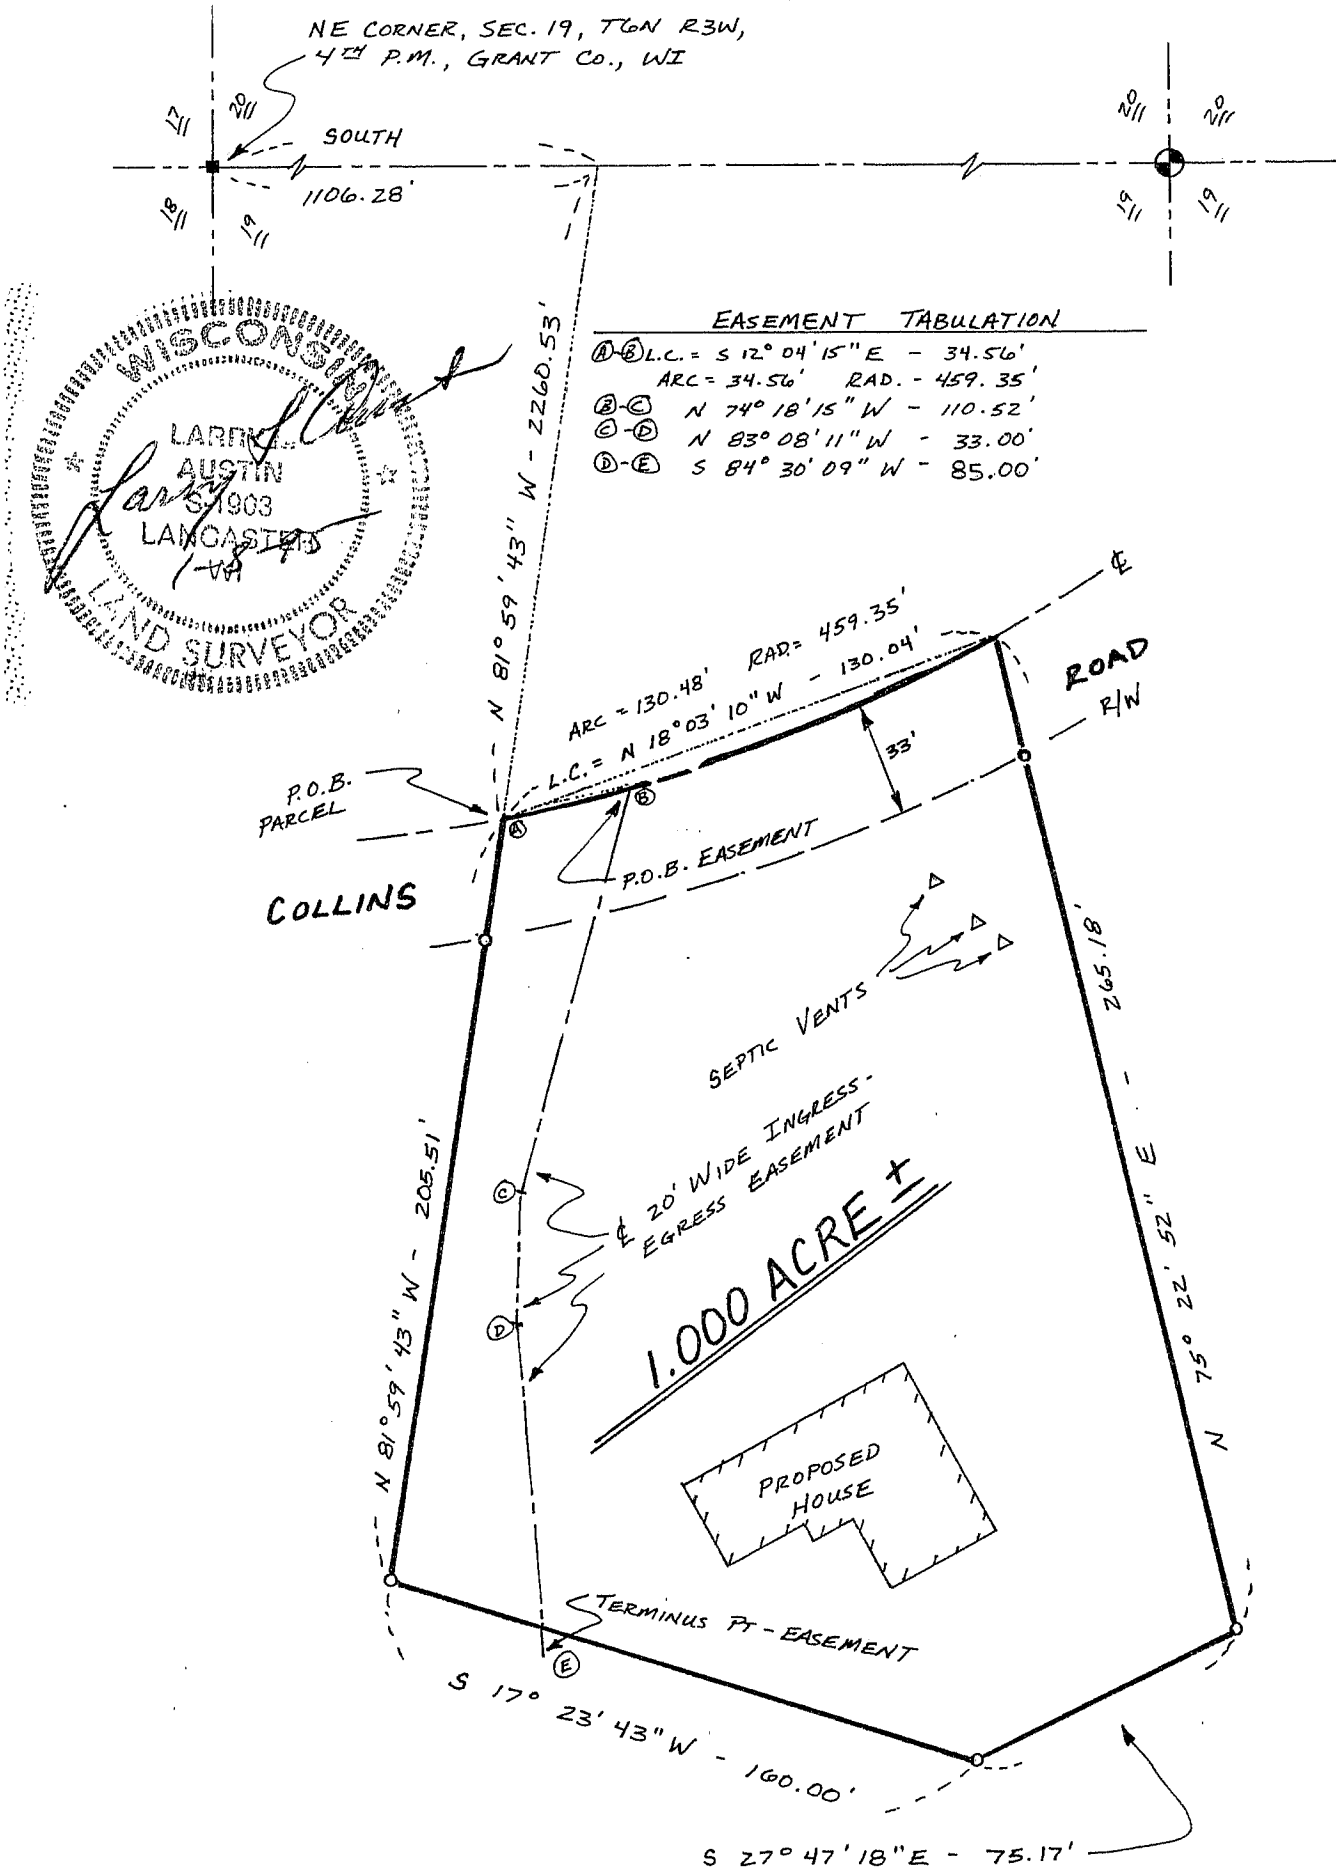 NE CORNER, SEC. 19, T6N R3W,
4TH P.M., GRANT CO., WI
17 20
20 20
SOUTH
1106.28'
18 19
19 19
N 81° 59' 43" W - 2260.53'
EASEMENT TABULATION
A-B L.C. = S 12° 04' 15" E - 34.56'
ARC = 34.56' RAD. - 459.35'
B-C N 74° 18' 15" W - 110.52'
C-D N 83° 08' 11" W - 33.00'
D-E S 84° 30' 09" W - 85.00'
WISCONSIN
AUSTIN
S-1903
LANCASTER
WI
1-8-95
LAND SURVEYOR
ARC = 130.48' RAD = 459.35'
L.C. = N 18° 03' 10" W - 130.04'
℄
ROAD
R/W
33'
P.O.B.
PARCEL
A
B
P.O.B. EASEMENT
COLLINS
SEPTIC VENTS
265.18'
N 75° 22' 52" E -
℄ 20' WIDE INGRESS-
EGRESS EASEMENT
C
D
N 81° 59' 43" W - 205.51'
1.000 ACRE ±
PROPOSED
HOUSE
TERMINUS PT - EASEMENT
E
S 17° 23' 43" W - 160.00'
S 27° 47' 18" E - 75.17'